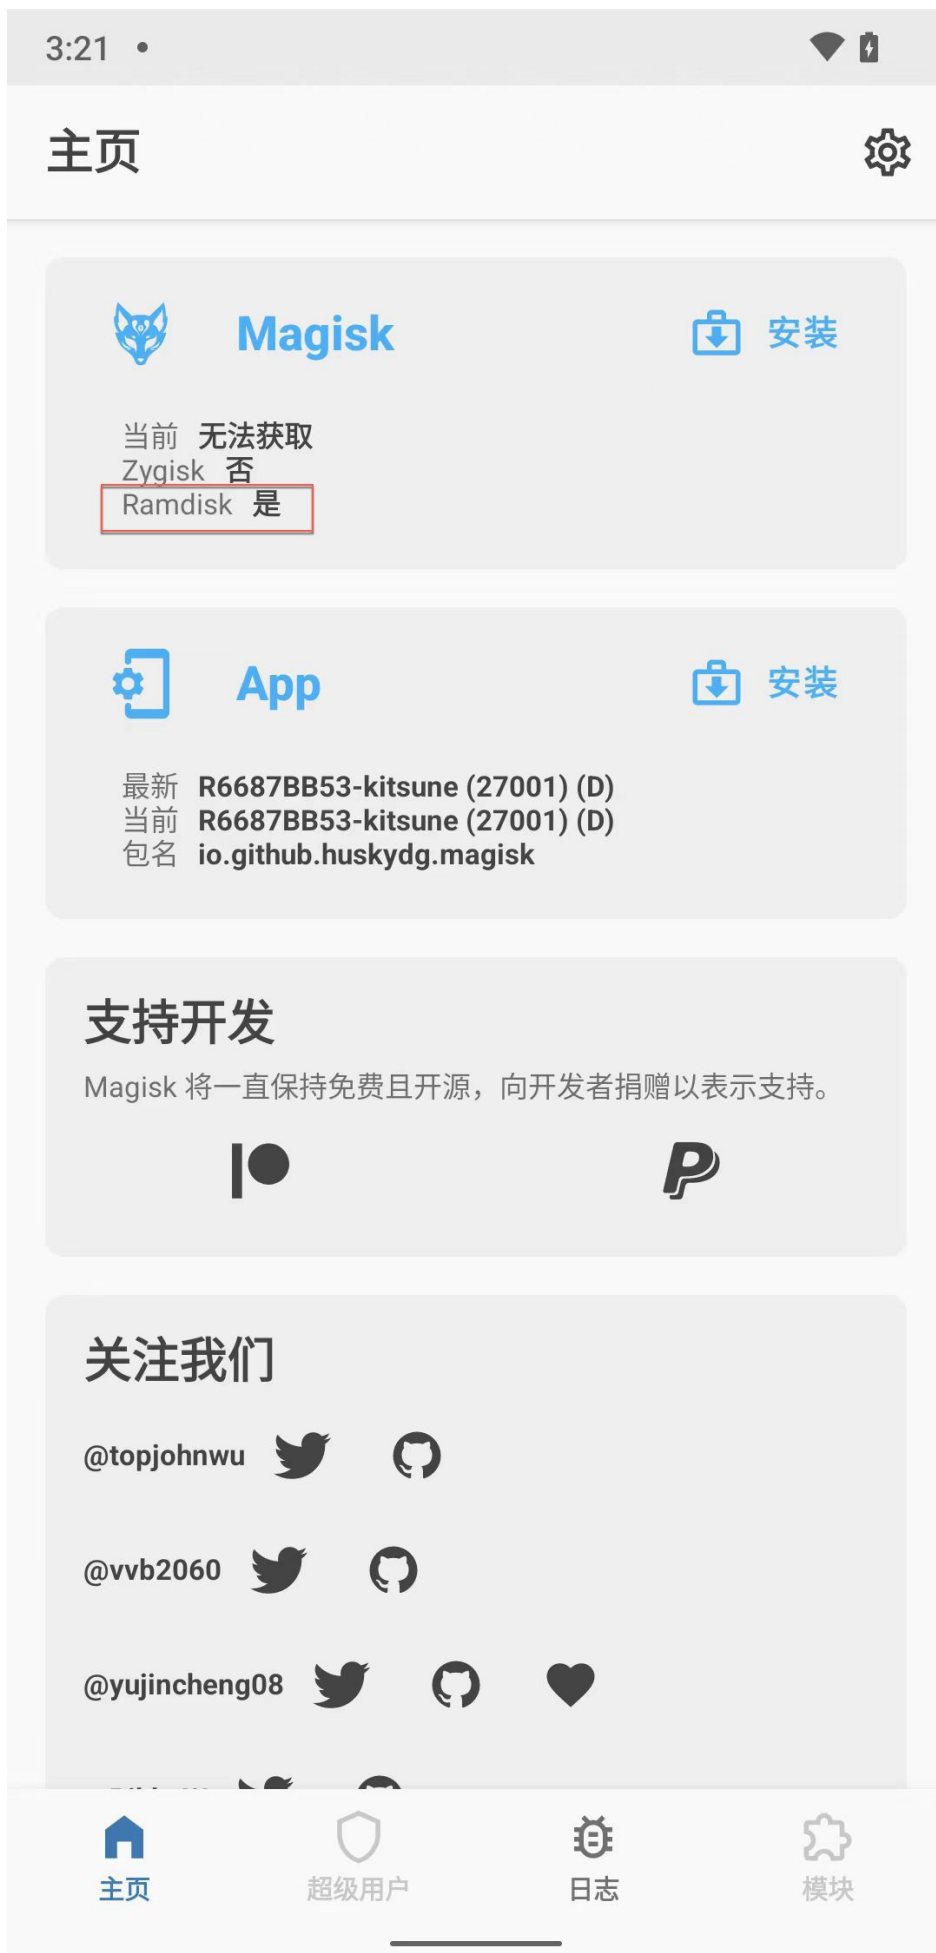 3:21
主页
Magisk 安装
当前 无法获取
Zygisk 否
Ramdisk 是
App 安装
最新 R6687BB53-kitsune (27001) (D)
当前 R6687BB53-kitsune (27001) (D)
包名 io.github.huskydg.magisk
支持开发
Magisk 将一直保持免费且开源，向开发者捐赠以表示支持。
关注我们
@topjohnwu
@vvb2060
@yujincheng08
主页 超级用户 日志 模块